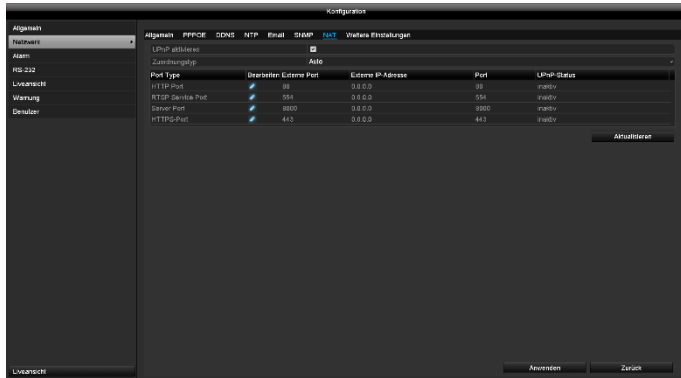 Konfiguration
Allgemein
Netzwerk
Alarm
RS-232
Liveansicht
Warnung
Benutzer
Liveansicht
Allgemein PPPOE DDNS NTP Email SNMP NAT Weitere Einstellungen
UPnP aktivieren
Zuordnungstyp Auto
Port Type Bearbeiten Externe Port Externe IP-Adresse Port UPnP-Status
HTTP Port 80 0.0.0.0 80 Inaktiv
RTSP Service Port 554 0.0.0.0 554 Inaktiv
Server Port 8000 0.0.0.0 8000 Inaktiv
HTTPS-Port 443 0.0.0.0 443 Inaktiv
Aktualisieren
Anwenden Zurück